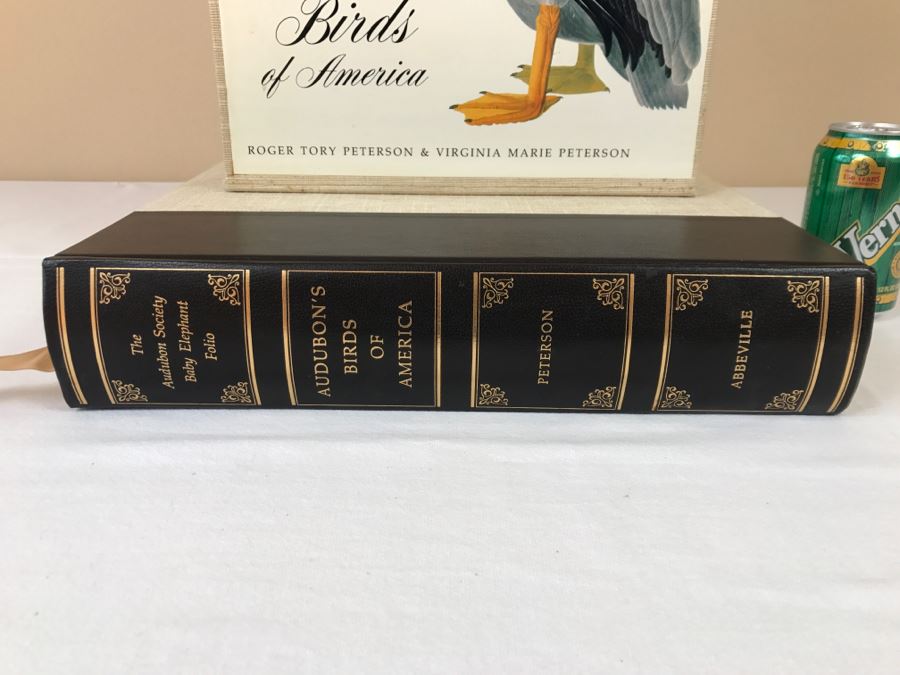 Birds
of America
ROGER TORY PETERSON & VIRGINIA MARIE PETERSON
The
Audubon Society
Baby Elephant
Folio
AUDUBON'S
BIRDS
OF
AMERICA
PETERSON
ABBEVILLE
Vern